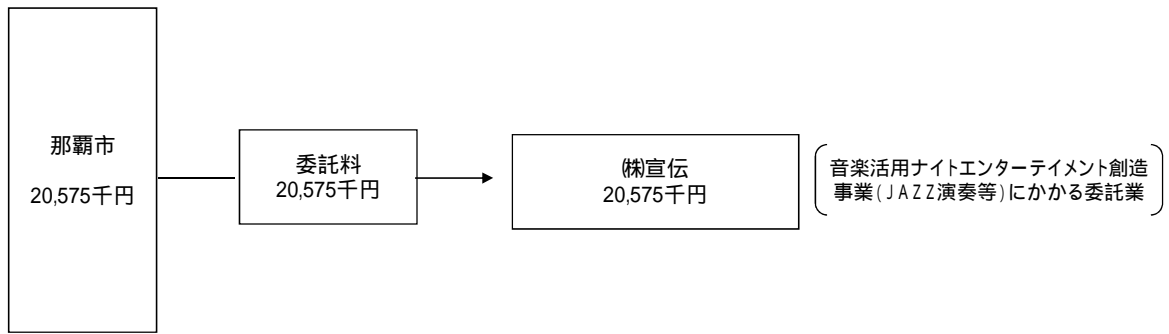 那覇市
20,575千円
委託料
20,575千円
㈱宣伝
20,575千円
音楽活用ナイトエンターテイメント創造
事業(JAZZ演奏等)にかかる委託業